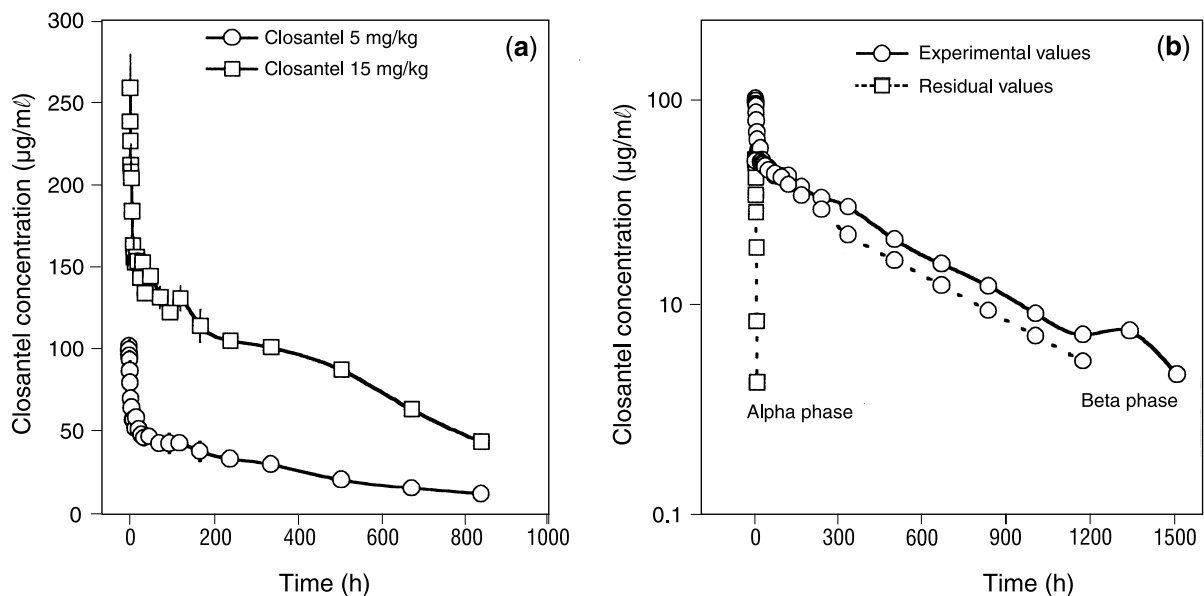 300
250
200
150
100
50
0
Closantel concentration (µg/mℓ)
Closantel 5 mg/kg
Closantel 15 mg/kg
(a)
0 200 400 600 800 1000
Time (h)
100
10
0.1
Closantel concentration (µg/mℓ)
Experimental values
Residual values
(b)
Alpha phase
Beta phase
0 300 600 900 1200 1500
Time (h)